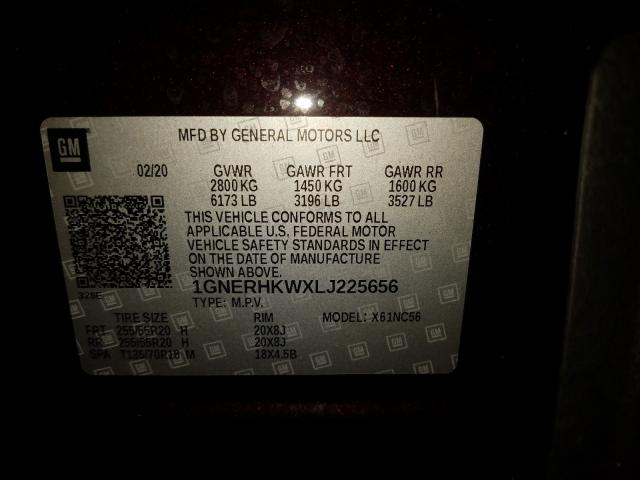 GM
MFD BY GENERAL MOTORS LLC
02/20 GVWR GAWR FRT GAWR RR
2800 KG 1450 KG 1600 KG
6173 LB 3196 LB 3527 LB
THIS VEHICLE CONFORMS TO ALL
APPLICABLE U.S. FEDERAL MOTOR
VEHICLE SAFETY STANDARDS IN EFFECT
ON THE DATE OF MANUFACTURE
SHOWN ABOVE.
1GNERHKWXLJ225656
TYPE: M.P.V.
TIRE SIZE RIM MODEL: X61NC56
FRT 255/55R20 H 20X8J
RR 255/55R20 H 20X8J
SPA T135/70R18 M 18X4.5B